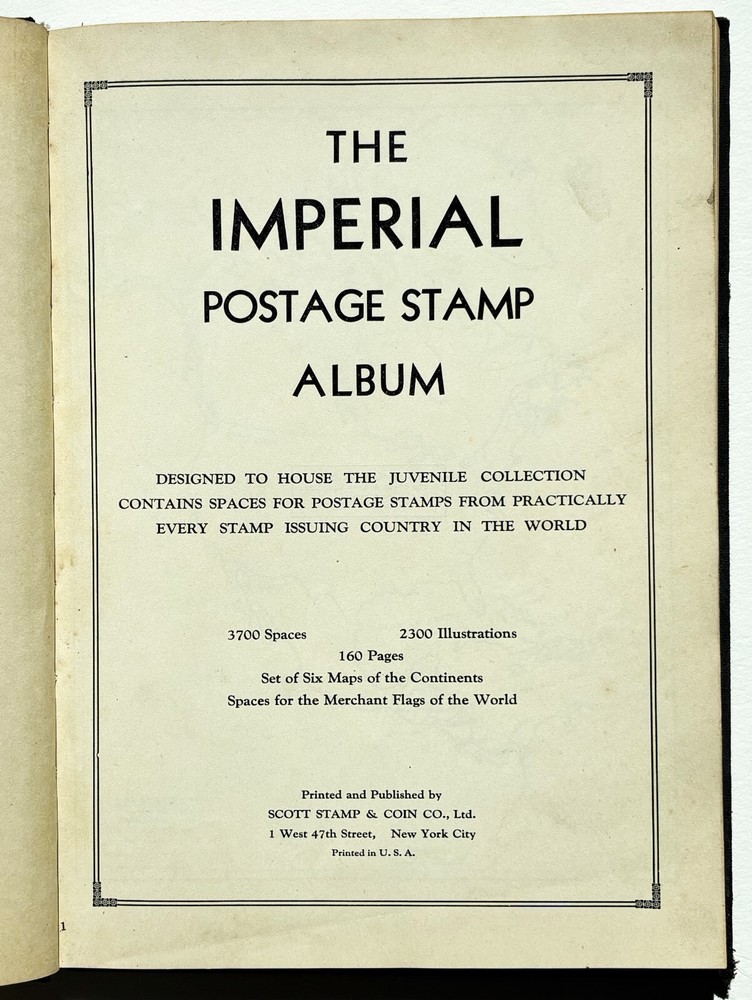 THE
IMPERIAL
POSTAGE STAMP
ALBUM
DESIGNED TO HOUSE THE JUVENILE COLLECTION
CONTAINS SPACES FOR POSTAGE STAMPS FROM PRACTICALLY
EVERY STAMP ISSUING COUNTRY IN THE WORLD
3700 Spaces 2300 Illustrations
160 Pages
Set of Six Maps of the Continents
Spaces for the Merchant Flags of the World
Printed and Published by
SCOTT STAMP & COIN CO., Ltd.
1 West 47th Street, New York City
Printed in U. S. A.
1